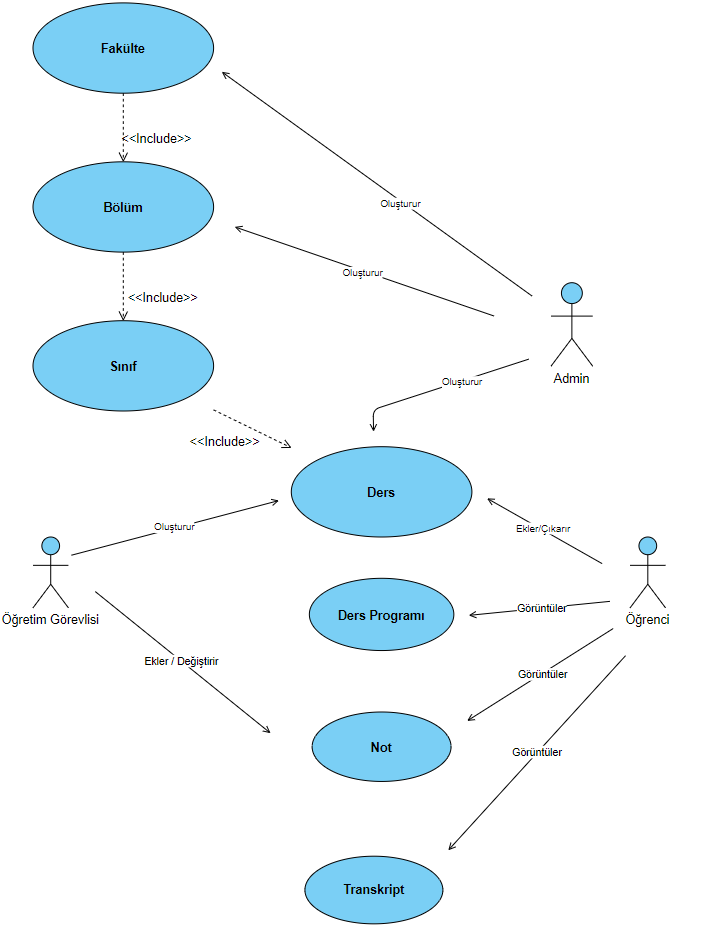 Fakülte
<<Include>>
Bölüm
Oluşturur
Oluşturur
<<Include>>
Sınıf
Admin
Oluşturur
<<Include>>
Ders
Oluşturur
Ekler/Çıkarır
Öğretim Görevlisi
Ders Programı
Görüntüler
Öğrenci
Ekler / Değiştirir
Görüntüler
Not
Görüntüler
Transkript